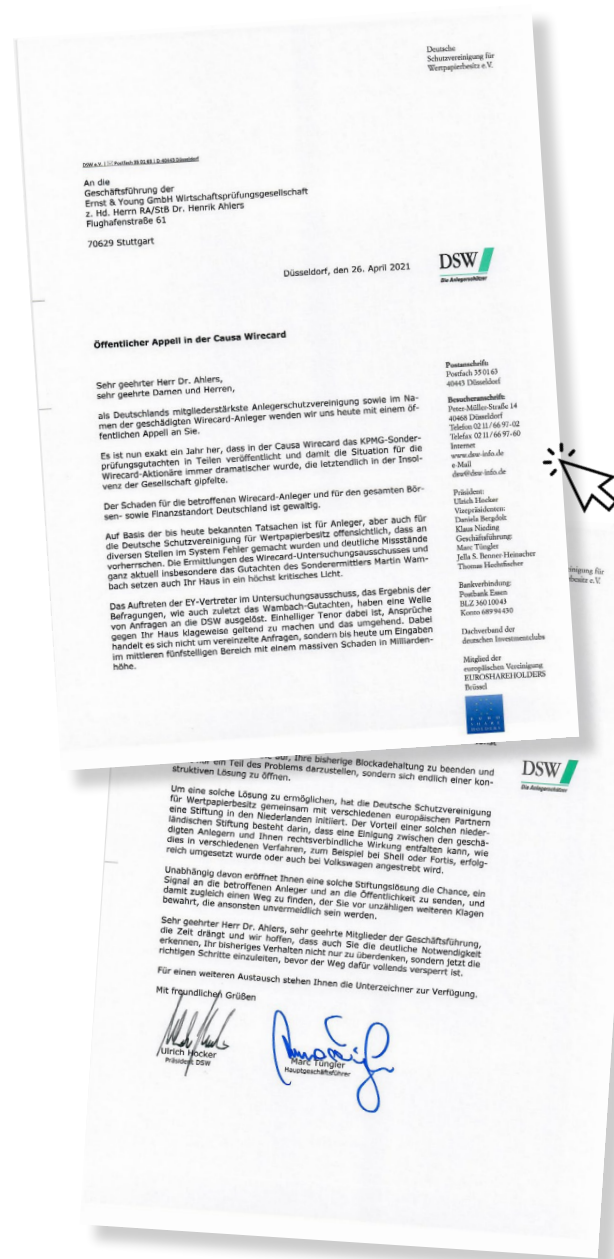 Deutsche
Schutzvereinigung für
Wertpapierbesitz e.V.
DSW e.V. | Postfach 35 01 63 | D-40443 Düsseldorf
An die
Geschäftsführung der
Ernst & Young GmbH Wirtschaftsprüfungsgesellschaft
z. Hd. Herrn RA/StB Dr. Henrik Ahlers
Flughafenstraße 61
70629 Stuttgart
Düsseldorf, den 26. April 2021
DSW
Die Anlegerschützer
Öffentlicher Appell in der Causa Wirecard
Sehr geehrter Herr Dr. Ahlers,
sehr geehrte Damen und Herren,
als Deutschlands mitgliederstärkste Anlegerschutzvereinigung sowie im Na-
men der geschädigten Wirecard-Anleger wenden wir uns heute mit einem öf-
fentlichen Appell an Sie.
Es ist nun exakt ein Jahr her, dass in der Causa Wirecard das KPMG-Sonder-
prüfungsgutachten in Teilen veröffentlicht und damit die Situation für die
Wirecard-Aktionäre immer dramatischer wurde, die letztendlich in der Insol-
venz der Gesellschaft gipfelte.
Der Schaden für die betroffenen Wirecard-Anleger und für den gesamten Bör-
sen- sowie Finanzstandort Deutschland ist gewaltig.
Auf Basis der bis heute bekannten Tatsachen ist für Anleger, aber auch für
die Deutsche Schutzvereinigung für Wertpapierbesitz offensichtlich, dass an
diversen Stellen im System Fehler gemacht wurden und deutliche Missstände
vorherrschen. Die Ermittlungen des Wirecard-Untersuchungsausschusses und
ganz aktuell insbesondere das Gutachten des Sonderermittlers Martin Wam-
bach setzen auch Ihr Haus in ein höchst kritisches Licht.
Das Auftreten der EY-Vertreter im Untersuchungsausschuss, das Ergebnis der
Befragungen, wie auch zuletzt das Wambach-Gutachten, haben eine Welle
von Anfragen an die DSW ausgelöst. Einhelliger Tenor dabei ist, Ansprüche
gegen Ihr Haus klageweise geltend zu machen und das umgehend. Dabei
handelt es sich nicht um vereinzelte Anfragen, sondern bis heute um Eingaben
im mittleren fünfstelligen Bereich mit einem massiven Schaden in Milliarden-
höhe.
Postanschrift:
Postfach 35 01 63
40443 Düsseldorf
Besucheranschrift:
Peter-Müller-Straße 14
40468 Düsseldorf
Telefon 02 11 / 66 97-02
Telefax 02 11 / 66 97-60
Internet
www.dsw-info.de
e-Mail
dsw@dsw-info.de
Präsident:
Ulrich Hocker
Vizepräsidenten:
Daniela Bergdolt
Klaus Nieding
Geschäftsführung:
Marc Tüngler
Jella S. Benner-Heinacher
Thomas Hechtfischer
Bankverbindung:
Postbank Essen
BLZ 360 100 43
Konto 689 94 430
Dachverband der
deutschen Investmentclubs
Mitglied der
europäischen Vereinigung
EUROSHAREHOLDERS
Brüssel
EURO
SHARE
inigung für
besitz e.V.
DSW
Die Anlegerschützer
Ihre bisherige Blockadehaltung zu beenden und
ein Teil des Problems darzustellen, sondern sich endlich einer kon-
struktiven Lösung zu öffnen.
Um eine solche Lösung zu ermöglichen, hat die Deutsche Schutzvereinigung
für Wertpapierbesitz gemeinsam mit verschiedenen europäischen Partnern
eine Stiftung in den Niederlanden initiiert. Der Vorteil einer solchen nieder-
ländischen Stiftung besteht darin, dass eine Einigung zwischen den geschä-
digten Anlegern und Ihnen rechtsverbindliche Wirkung entfalten kann, wie
dies in verschiedenen Verfahren, zum Beispiel bei Shell oder Fortis, erfolg-
reich umgesetzt wurde oder auch bei Volkswagen angestrebt wird.
Unabhängig davon eröffnet Ihnen eine solche Stiftungslösung die Chance, ein
Signal an die betroffenen Anleger und an die Öffentlichkeit zu senden, und
damit zugleich einen Weg zu finden, der Sie vor unzähligen weiteren Klagen
bewahrt, die ansonsten unvermeidlich sein werden.
Sehr geehrter Herr Dr. Ahlers, sehr geehrte Mitglieder der Geschäftsführung,
die Zeit drängt und wir hoffen, dass auch Sie die deutliche Notwendigkeit
erkennen, Ihr bisheriges Verhalten nicht nur zu überdenken, sondern jetzt die
richtigen Schritte einzuleiten, bevor der Weg dafür vollends versperrt ist.
Für einen weiteren Austausch stehen Ihnen die Unterzeichner zur Verfügung.
Mit freundlichen Grüßen
Ulrich Hocker
Präsident DSW
Marc Tüngler
Hauptgeschäftsführer